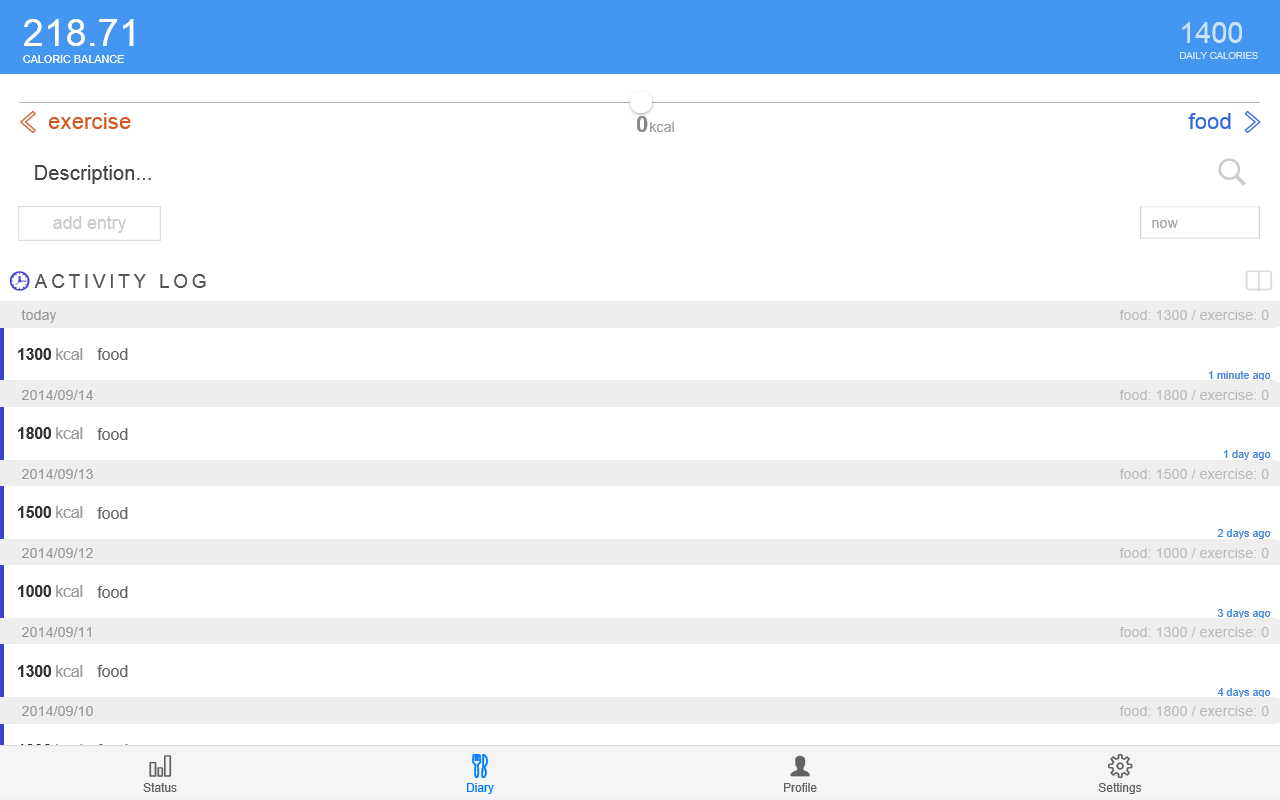 218.71
CALORIC BALANCE
1400
DAILY CALORIES
exercise
0 kcal
food
Description...
add entry
now
ACTIVITY LOG
today food: 1300 / exercise: 0
1300 kcal food
1 minute ago
2014/09/14 food: 1800 / exercise: 0
1800 kcal food
1 day ago
2014/09/13 food: 1500 / exercise: 0
1500 kcal food
2 days ago
2014/09/12 food: 1000 / exercise: 0
1000 kcal food
3 days ago
2014/09/11 food: 1300 / exercise: 0
1300 kcal food
4 days ago
2014/09/10 food: 1800 / exercise: 0
Status Diary Profile Settings